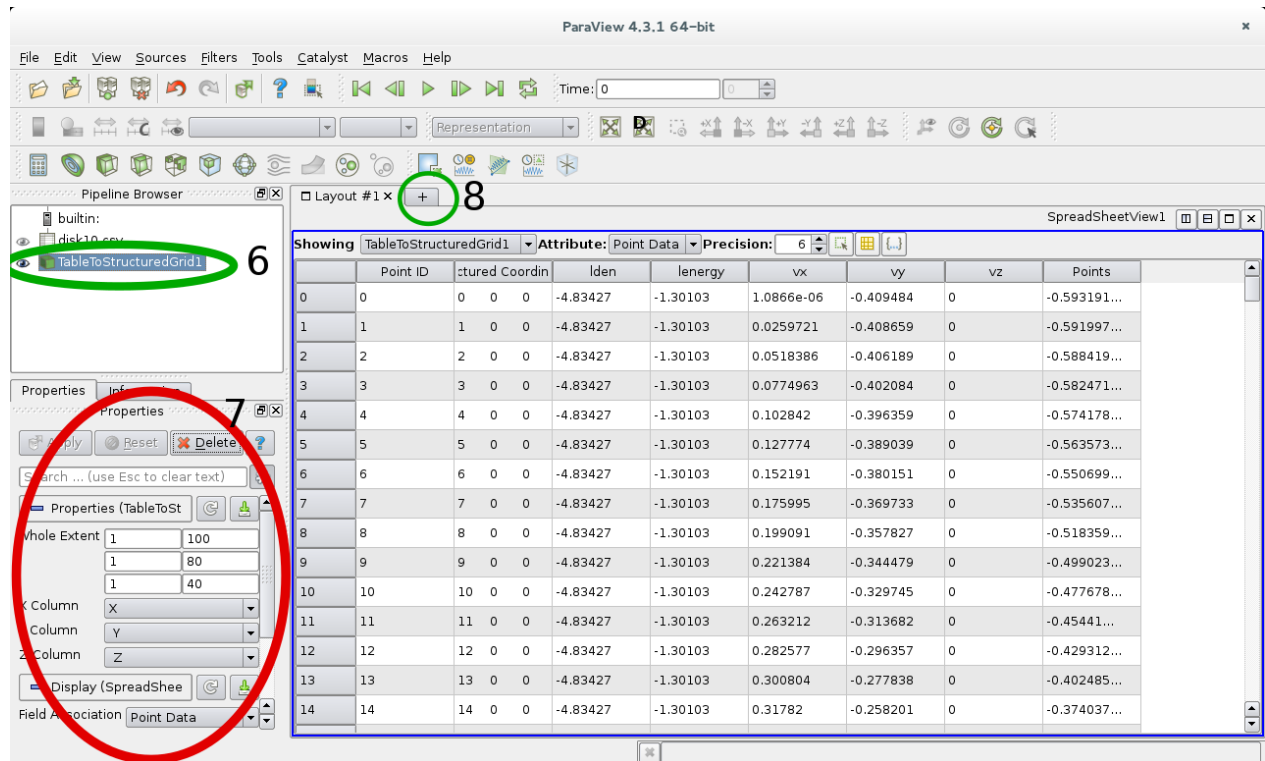 ParaView 4.3.1 64-bit
File Edit View Sources Filters Tools Catalyst Macros Help
Time: 0 0
Representation
Pipeline Browser
Layout #1 + 8
builtin:
SpreadSheetView1
disk10.csv
TableToStructuredGrid1 6
Showing TableToStructuredGrid1 Attribute: Point Data Precision: 6 {...}
Point ID ctured Coordin lden lenergy vx vy vz Points
0 0 0 0 0 -4.83427 -1.30103 1.0866e-06 -0.409484 0 -0.593191...
1 1 1 0 0 -4.83427 -1.30103 0.0259721 -0.408659 0 -0.591997...
2 2 2 0 0 -4.83427 -1.30103 0.0518386 -0.406189 0 -0.588419...
3 3 3 0 0 -4.83427 -1.30103 0.0774963 -0.402084 0 -0.582471...
4 4 4 0 0 -4.83427 -1.30103 0.102842 -0.396359 0 -0.574178...
5 5 5 0 0 -4.83427 -1.30103 0.127774 -0.389039 0 -0.563573...
6 6 6 0 0 -4.83427 -1.30103 0.152191 -0.380151 0 -0.550699...
7 7 7 0 0 -4.83427 -1.30103 0.175995 -0.369733 0 -0.535607...
8 8 8 0 0 -4.83427 -1.30103 0.199091 -0.357827 0 -0.518359...
9 9 9 0 0 -4.83427 -1.30103 0.221384 -0.344479 0 -0.499023...
10 10 10 0 0 -4.83427 -1.30103 0.242787 -0.329745 0 -0.477678...
11 11 11 0 0 -4.83427 -1.30103 0.263212 -0.313682 0 -0.45441...
12 12 12 0 0 -4.83427 -1.30103 0.282577 -0.296357 0 -0.429312...
13 13 13 0 0 -4.83427 -1.30103 0.300804 -0.277838 0 -0.402485...
14 14 14 0 0 -4.83427 -1.30103 0.31782 -0.258201 0 -0.374037...
Properties
Properties 7
Reset Delete ?
(use Esc to clear text)
Properties (TableToSt
Whole Extent 1 100
1 80
1 40
X Column X
Column Y
Z Column Z
Display (SpreadShee
Field Association Point Data